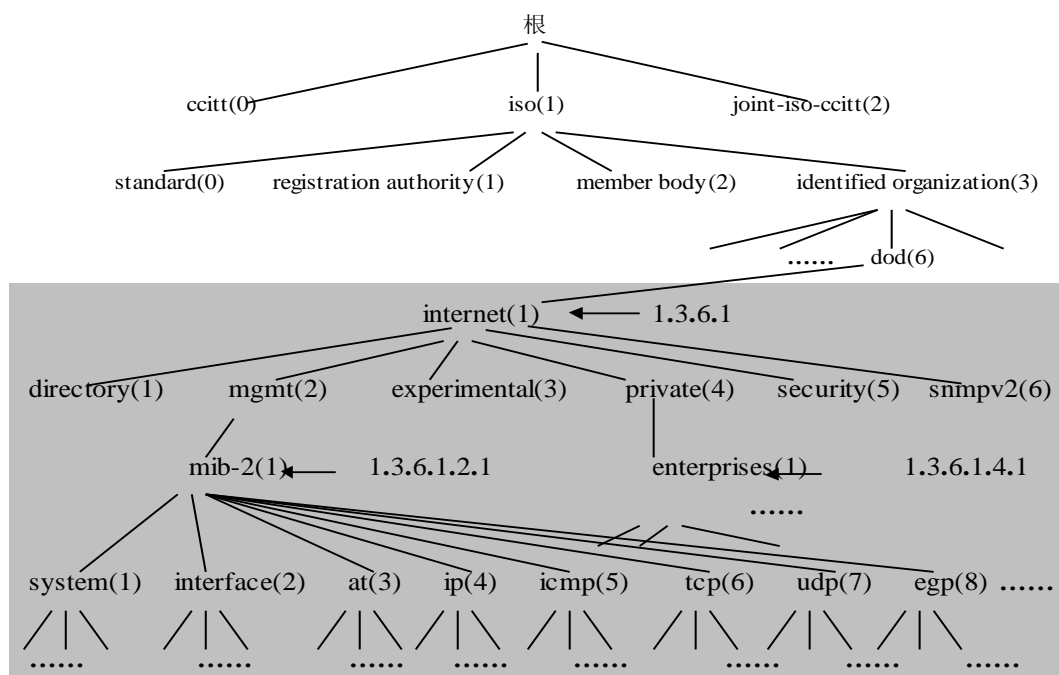 根
ccitt(0) iso(1) joint-iso-ccitt(2)
standard(0) registration authority(1) member body(2) identified organization(3)
...... dod(6)
internet(1) 1.3.6.1
directory(1) mgmt(2) experimental(3) private(4) security(5) snmpv2(6)
mib-2(1) 1.3.6.1.2.1 enterprises(1) 1.3.6.1.4.1
......
system(1) interface(2) at(3) ip(4) icmp(5) tcp(6) udp(7) egp(8) ......
...... ...... ...... ...... ...... ...... ...... ......